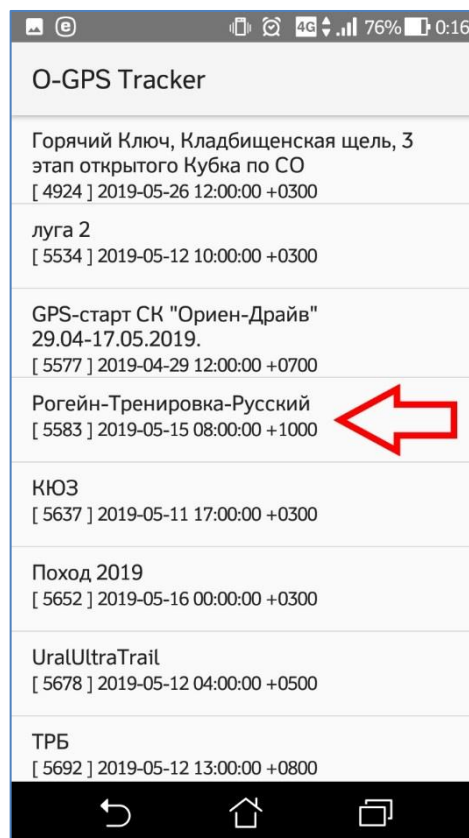 4G 76% 0:16
O-GPS Tracker
Горячий Ключ, Кладбищенская щель, 3
этап открытого Кубка по СО
[ 4924 ] 2019-05-26 12:00:00 +0300
луга 2
[ 5534 ] 2019-05-12 10:00:00 +0300
GPS-старт СК "Ориен-Драйв"
29.04-17.05.2019.
[ 5577 ] 2019-04-29 12:00:00 +0700
Рогейн-Тренировка-Русский
[ 5583 ] 2019-05-15 08:00:00 +1000
КЮЗ
[ 5637 ] 2019-05-11 17:00:00 +0300
Поход 2019
[ 5652 ] 2019-05-16 00:00:00 +0300
UralUltraTrail
[ 5678 ] 2019-05-12 04:00:00 +0500
ТРБ
[ 5692 ] 2019-05-12 13:00:00 +0800